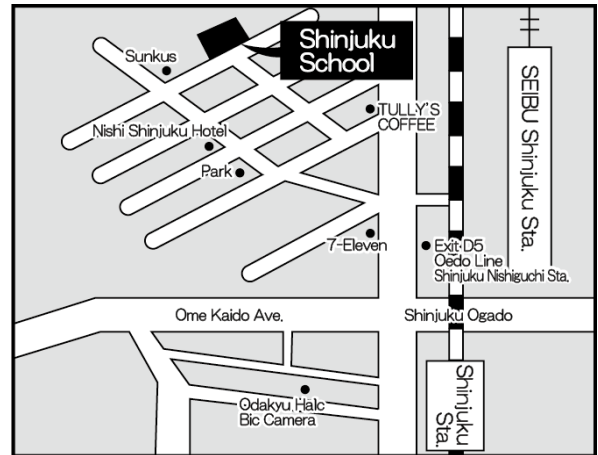 Shinjuku
School
Sunkus
TULLY'S
COFFEE
SEIBU Shinjuku Sta.
Nishi Shinjuku Hotel
Park
7-Eleven
Exit D5
Oedo Line
Shinjuku Nishiguchi Sta.
Ome Kaido Ave.
Shinjuku Ogado
Shinjuku
Sta.
Odakyu Halc
Bic Camera